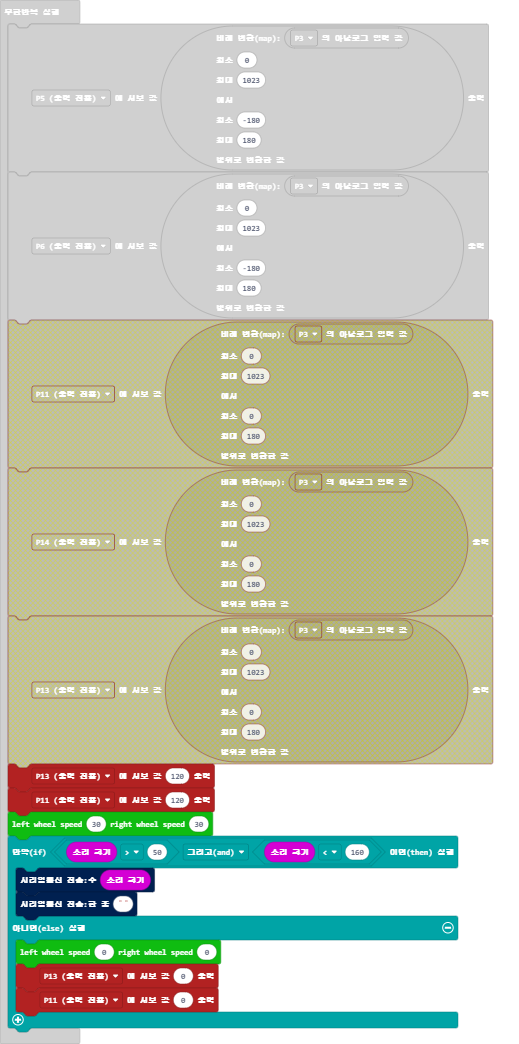 무한반복 실행
비례 변환(map): P3 의 아날로그 입력 값
최소 0
최대 1023
에서
P5 (출력 전용) 에 서보 값 출력
최소 -180
최대 180
범위로 변환한 값
비례 변환(map): P3 의 아날로그 입력 값
최소 0
최대 1023
에서
P6 (출력 전용) 에 서보 값 출력
최소 -180
최대 180
범위로 변환한 값
비례 변환(map): P3 의 아날로그 입력 값
최소 0
최대 1023
에서
P11 (출력 전용) 에 서보 값 출력
최소 0
최대 180
범위로 변환한 값
비례 변환(map): P3 의 아날로그 입력 값
최소 0
최대 1023
에서
P14 (출력 전용) 에 서보 값 출력
최소 0
최대 180
범위로 변환한 값
비례 변환(map): P3 의 아날로그 입력 값
최소 0
최대 1023
에서
P13 (출력 전용) 에 서보 값 출력
최소 0
최대 180
범위로 변환한 값
P13 (출력 전용) 에 서보 값 120 출력
P11 (출력 전용) 에 서보 값 120 출력
left wheel speed 30 right wheel speed 30
만약(if) 소리 크기 > 50 그리고(and) 소리 크기 < 160 이면(then) 실행
시리얼통신 전송:수 소리 크기
시리얼통신 전송:한 줄 " "
아니면(else) 실행
left wheel speed 0 right wheel speed 0
P13 (출력 전용) 에 서보 값 0 출력
P11 (출력 전용) 에 서보 값 0 출력